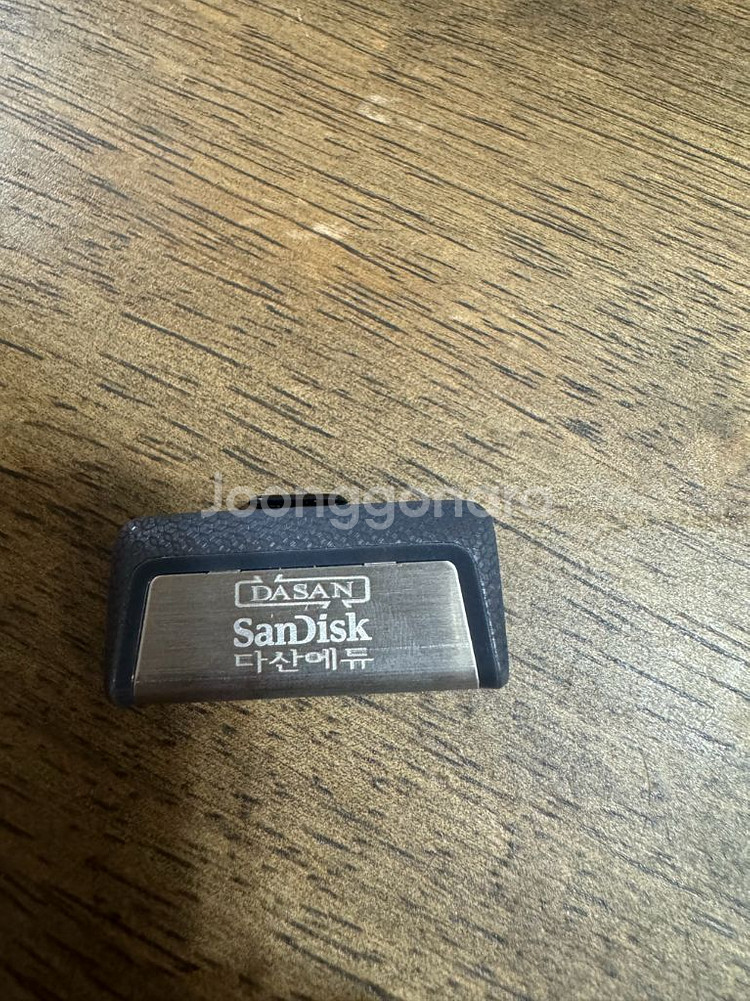 Joonggonara
DASAN
SanDisk
다산에듀